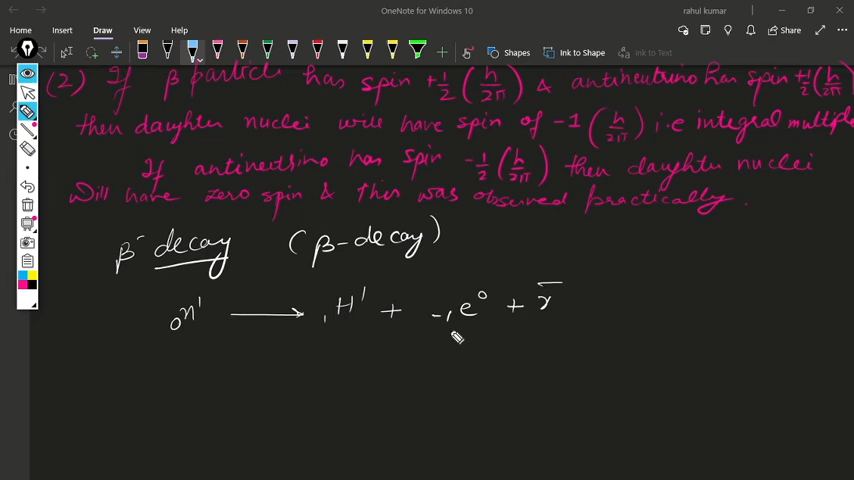 OneNote for Windows 10
rahul kumar
Home Insert Draw View Help
Share
Shapes Ink to Shape Ink to Text
(2) If β particle has spin +1/2 (h/2π) & antineutrino has spin +1/2 (h/2π)
then daughter nuclei will have spin of -1 (h/2π) i.e integral multiple
If antineutrino has spin -1/2 (h/2π) then daughter nuclei
Will have zero spin & this was observed practically.
β⁻ decay (β-decay)
₀n¹ ⟶ ₁H¹ + ₋₁e⁰ + ν̅